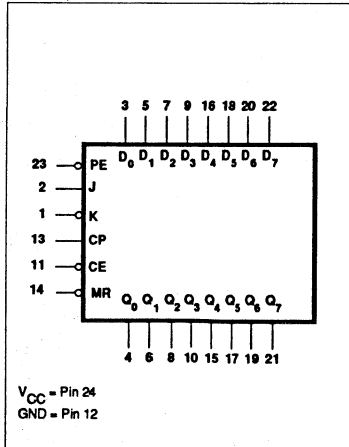 3 5 7 9 16 18 20 22
D0 D1 D2 D3 D4 D5 D6 D7
23 PE
2 J
1 K
13 CP
11 CE
14 MR
Q0 Q1 Q2 Q3 Q4 Q5 Q6 Q7
4 6 8 10 15 17 19 21
VCC = Pin 24
GND = Pin 12